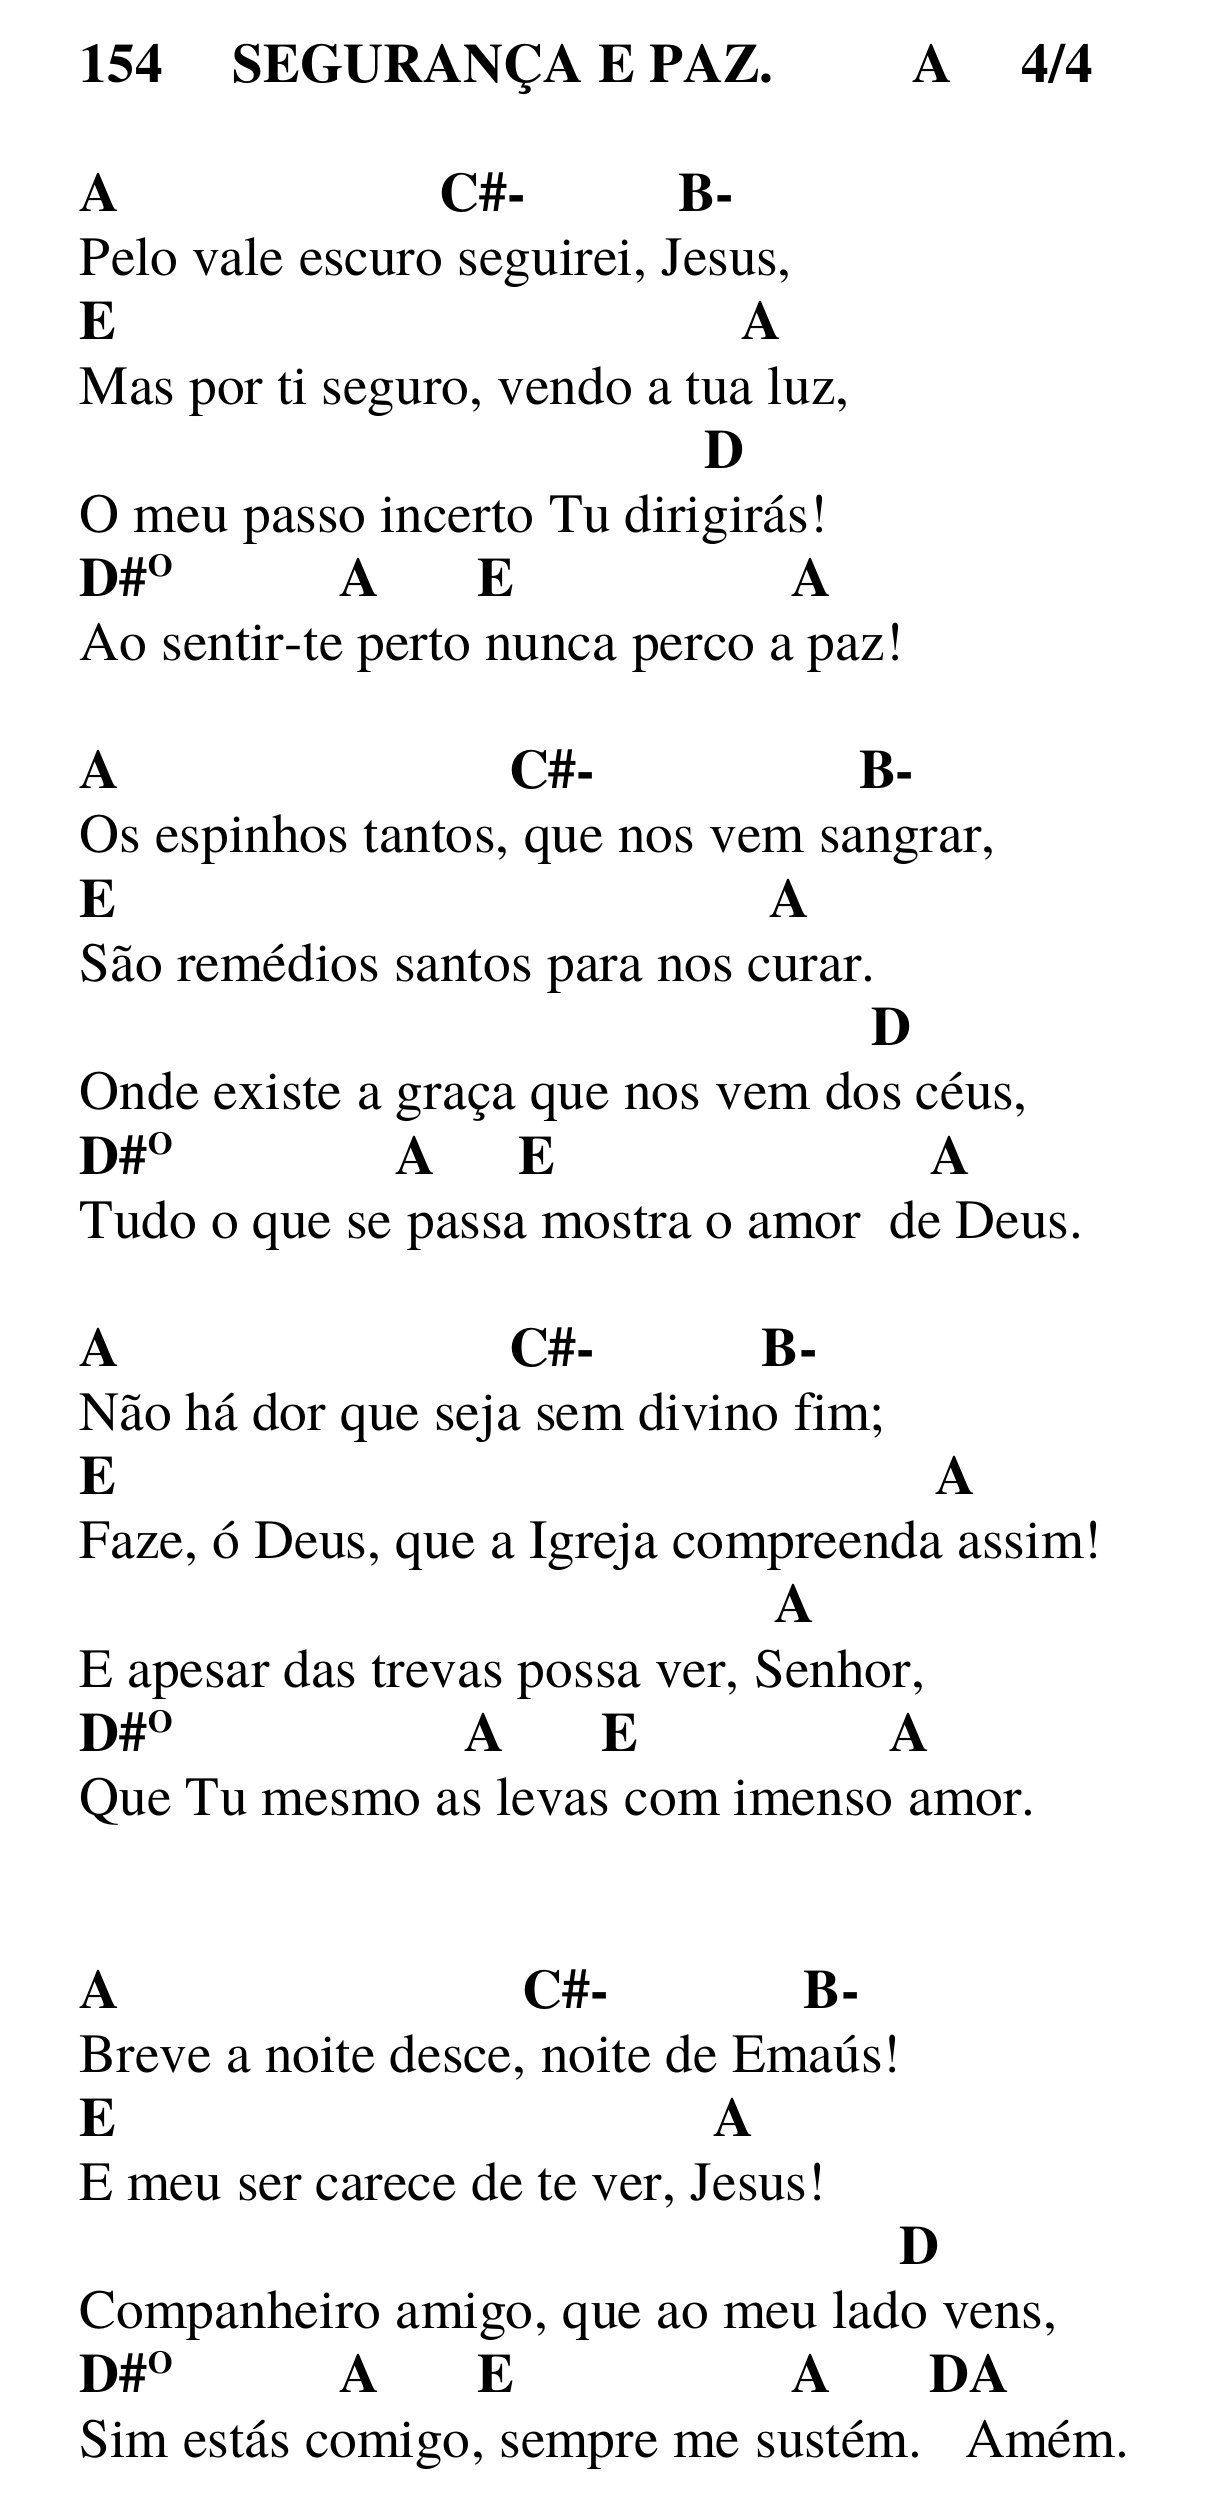 154 SEGURANÇA E PAZ. A 4/4
A C#- B-
Pelo vale escuro seguirei, Jesus,
E A
Mas por ti seguro, vendo a tua luz,
D
O meu passo incerto Tu dirigirás!
D#º A E A
Ao sentir-te perto nunca perco a paz!
A C#- B-
Os espinhos tantos, que nos vem sangrar,
E A
São remédios santos para nos curar.
D
Onde existe a graça que nos vem dos céus,
D#º A E A
Tudo o que se passa mostra o amor  de Deus.
A C#- B-
Não há dor que seja sem divino fim;
E A
Faze, ó Deus, que a Igreja compreenda assim!
A
E apesar das trevas possa ver, Senhor,
D#º A E A
Que Tu mesmo as levas com imenso amor.
A C#- B-
Breve a noite desce, noite de Emaús!
E A
E meu ser carece de te ver, Jesus!
D
Companheiro amigo, que ao meu lado vens,
D#º A E A DA
Sim estás comigo, sempre me sustém.   Amém.